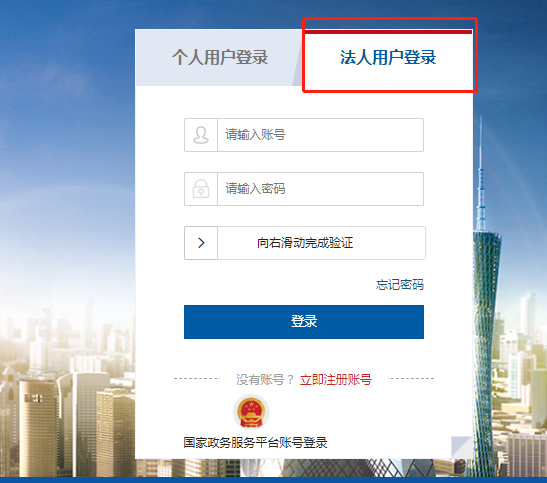 个人用户登录
法人用户登录
请输入账号
请输入密码
向右滑动完成验证
忘记密码
登录
没有账号？立即注册账号
国家政务服务平台账号登录